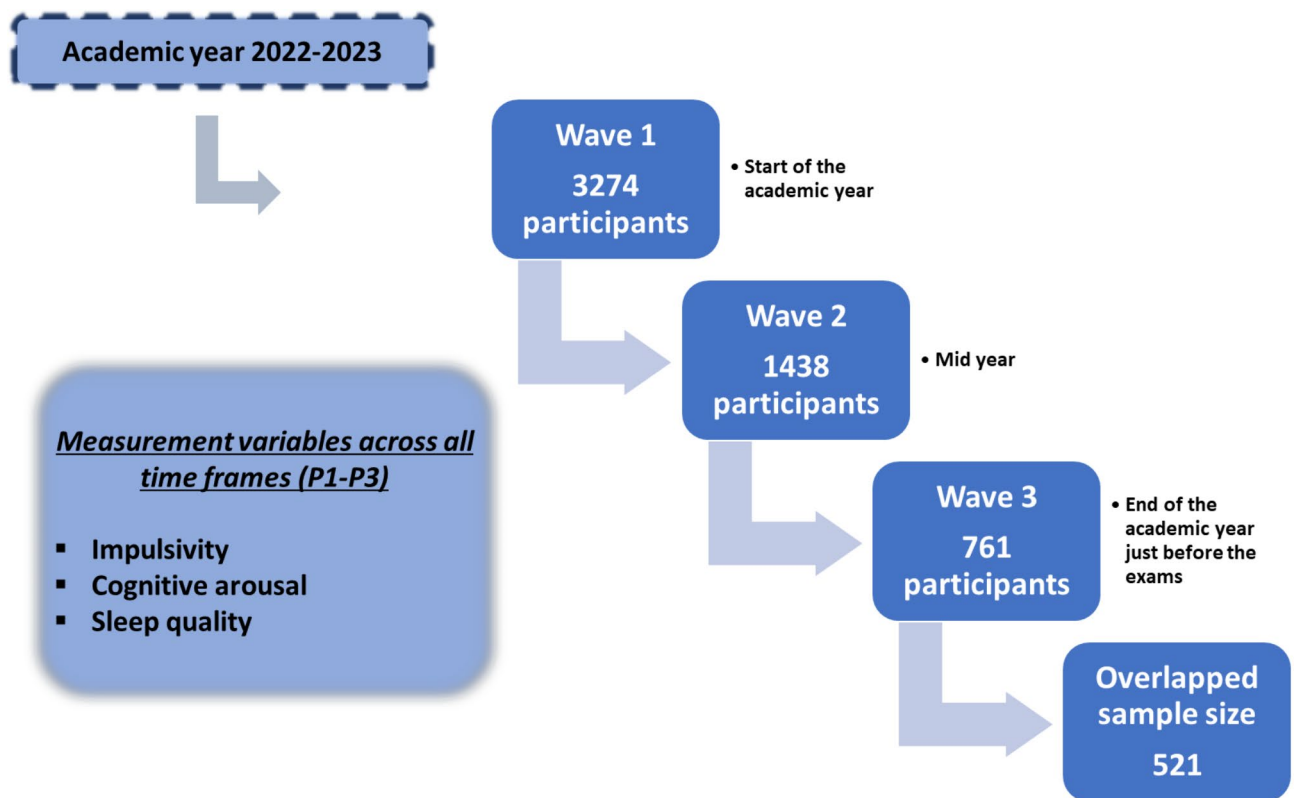 Academic year 2022-2023
Wave 1
3274
participants
• Start of the
academic year
Wave 2
1438
participants
• Mid year
Measurement variables across all
time frames (P1-P3)
▪ Impulsivity
▪ Cognitive arousal
▪ Sleep quality
Wave 3
761
participants
• End of the
academic year
just before the
exams
Overlapped
sample size
521